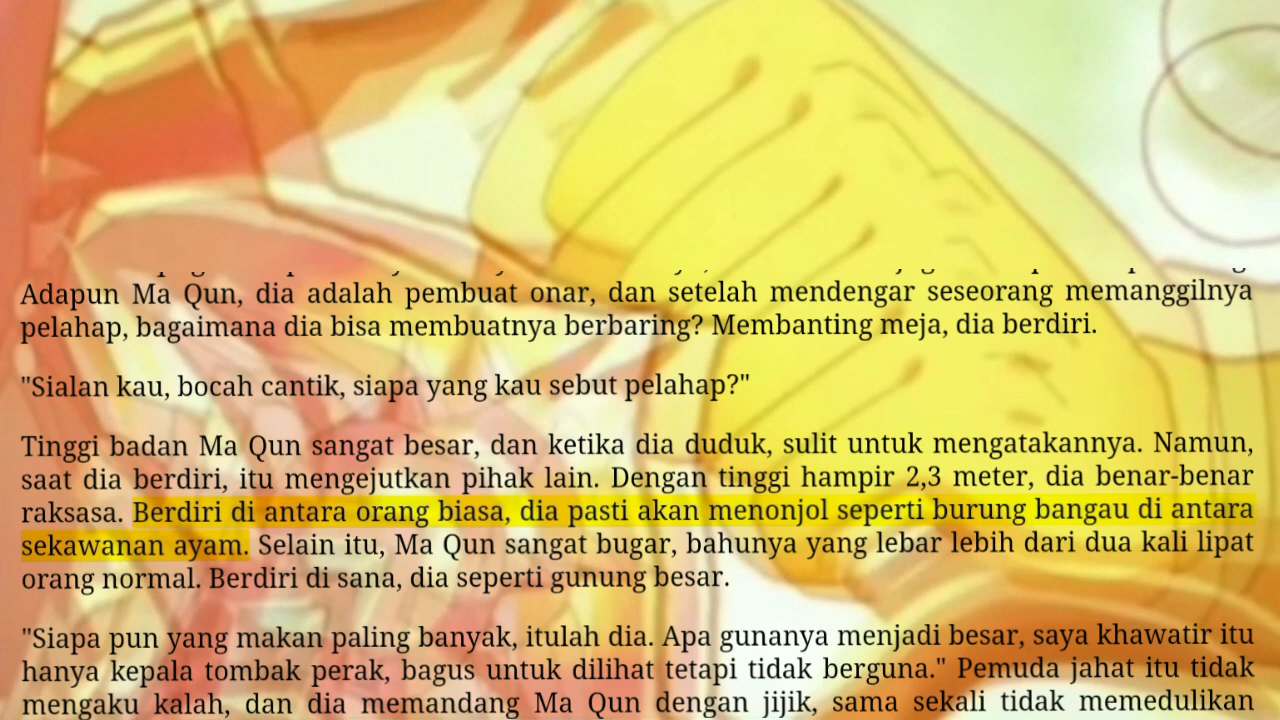 Adapun Ma Qun, dia adalah pembuat onar, dan setelah mendengar seseorang memanggilnya
pelahap, bagaimana dia bisa membuatnya berbaring? Membanting meja, dia berdiri.
"Sialan kau, bocah cantik, siapa yang kau sebut pelahap?"
Tinggi badan Ma Qun sangat besar, dan ketika dia duduk, sulit untuk mengatakannya. Namun,
saat dia berdiri, itu mengejutkan pihak lain. Dengan tinggi hampir 2,3 meter, dia benar-benar
raksasa. Berdiri di antara orang biasa, dia pasti akan menonjol seperti burung bangau di antara
sekawanan ayam. Selain itu, Ma Qun sangat bugar, bahunya yang lebar lebih dari dua kali lipat
orang normal. Berdiri di sana, dia seperti gunung besar.
"Siapa pun yang makan paling banyak, itulah dia. Apa gunanya menjadi besar, saya khawatir itu
hanya kepala tombak perak, bagus untuk dilihat tetapi tidak berguna." Pemuda jahat itu tidak
mengaku kalah, dan dia memandang Ma Qun dengan jijik, sama sekali tidak memedulikan